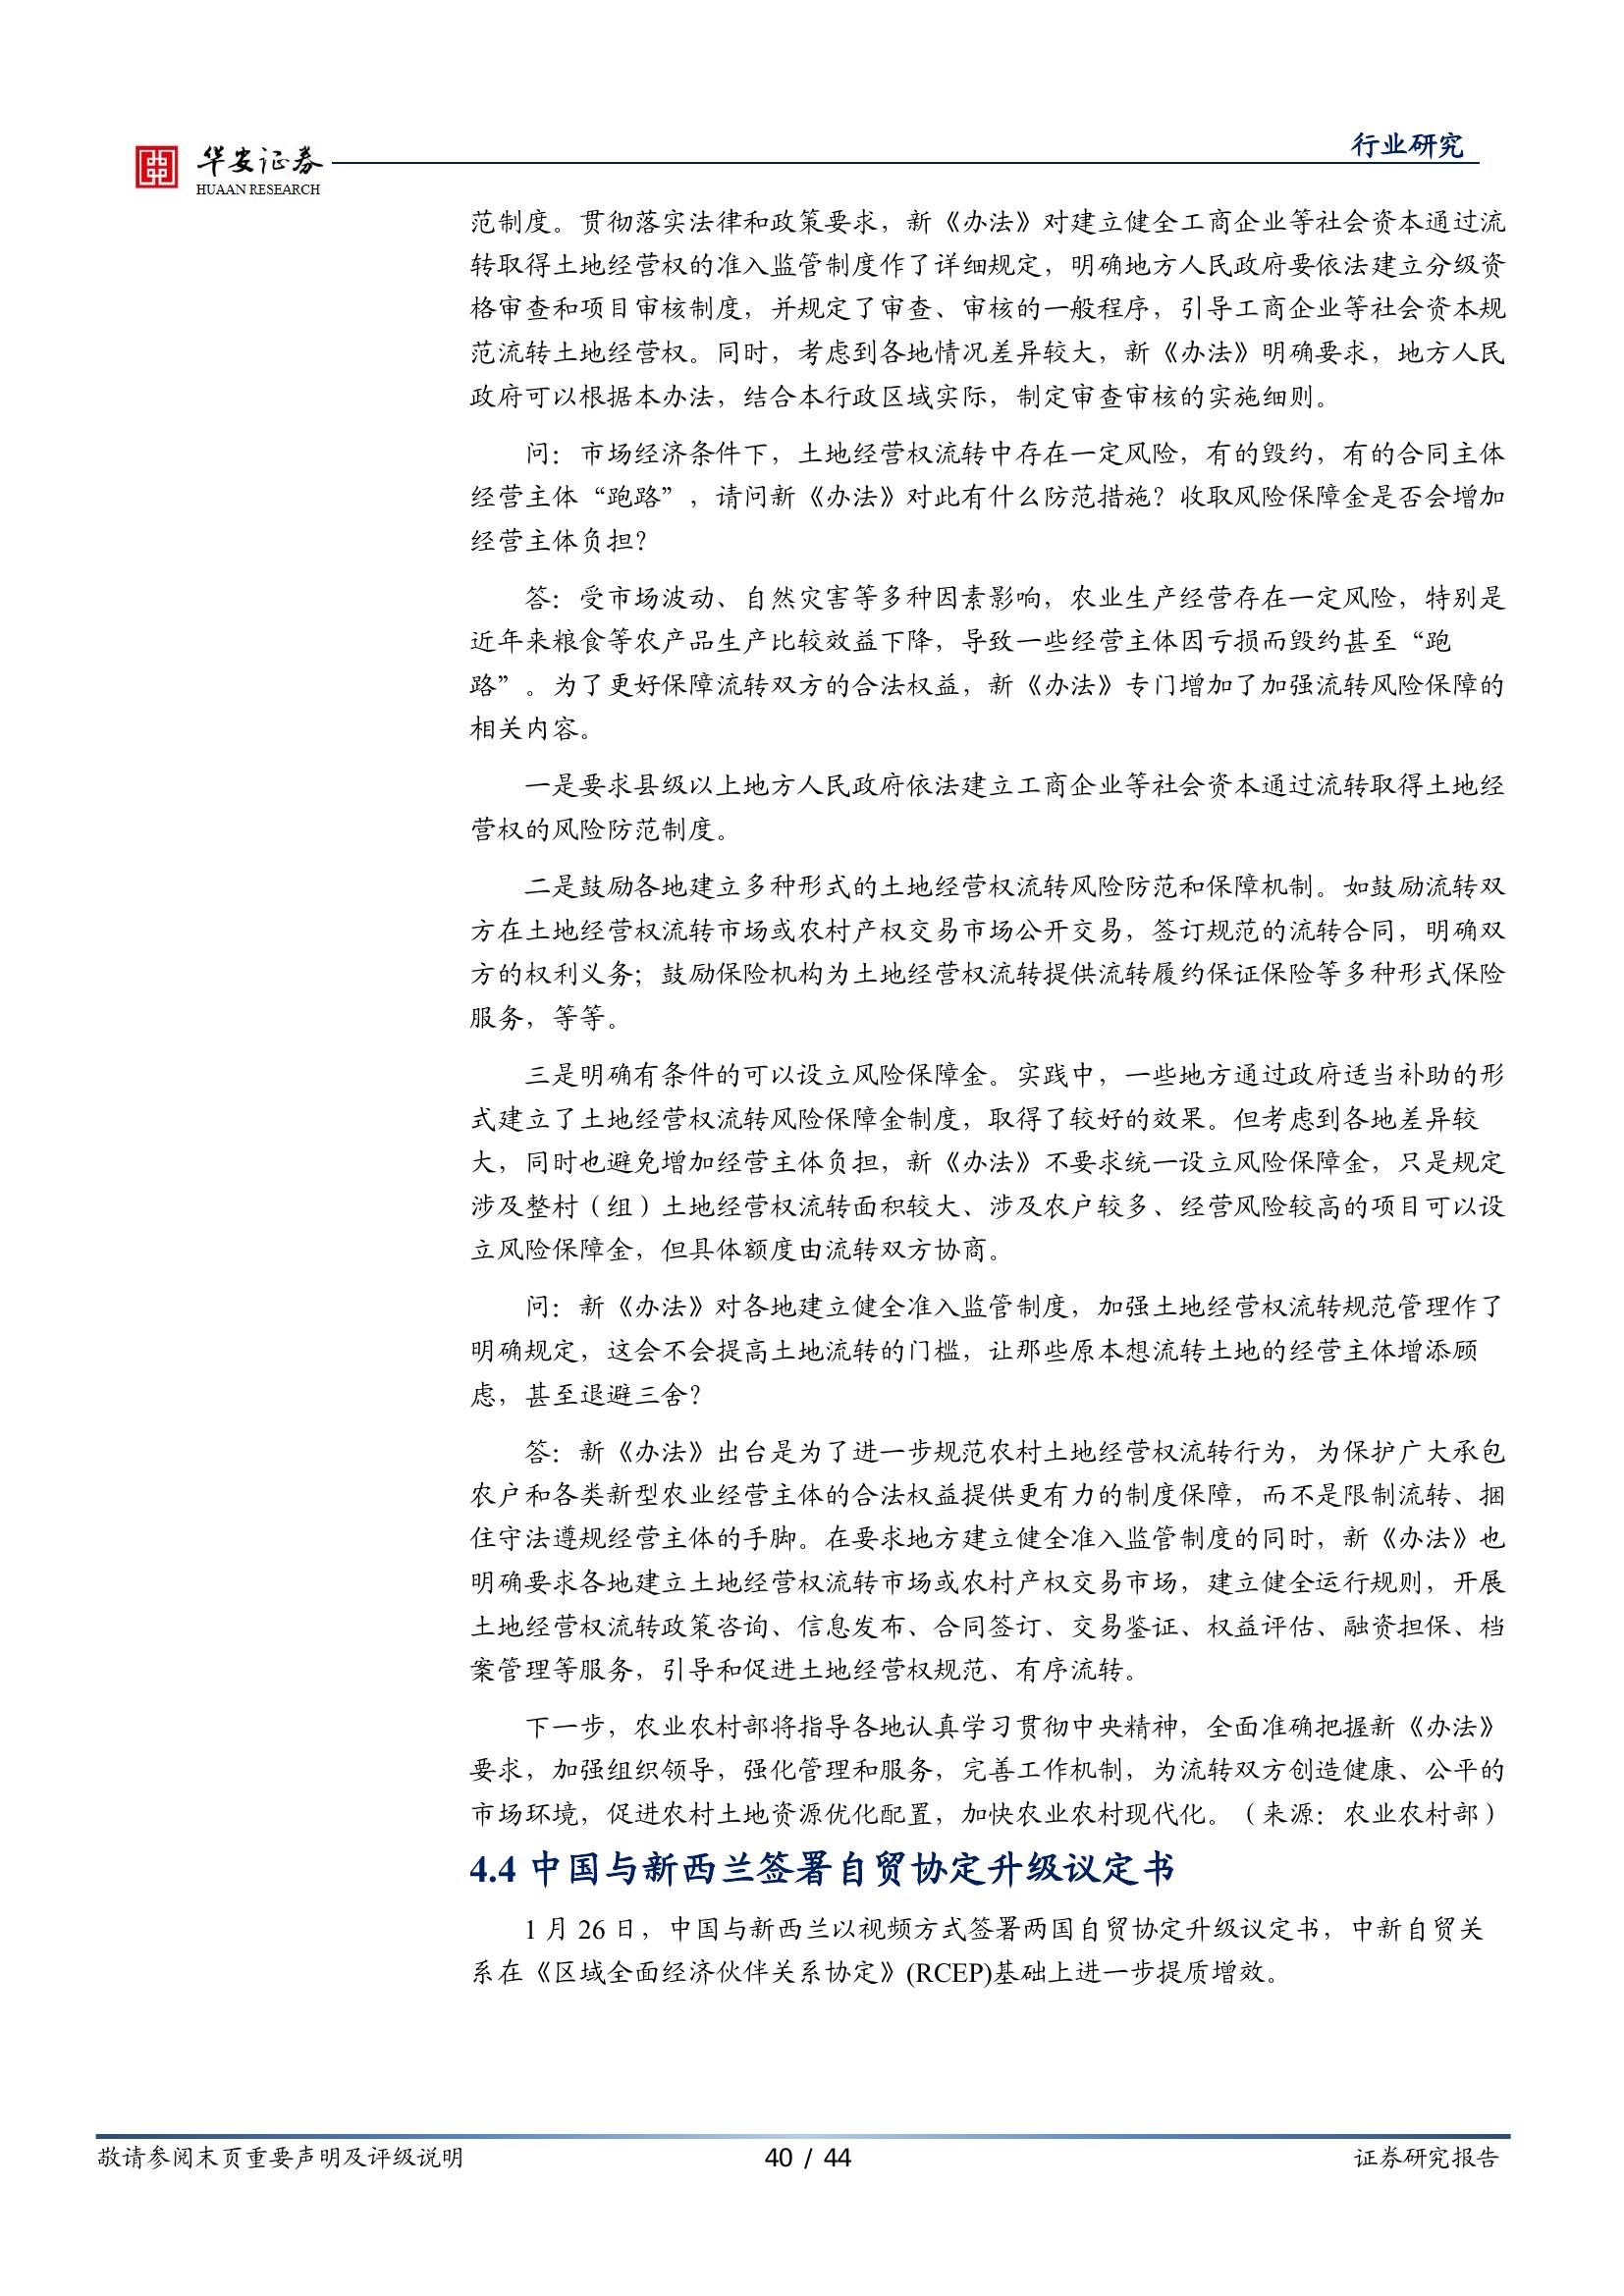 华安证券
HUAAN RESEARCH
行业研究
范制度。贯彻落实法律和政策要求，新《办法》对建立健全工商企业等社会资本通过流
转取得土地经营权的准入监管制度作了详细规定，明确地方人民政府要依法建立分级资
格审查和项目审核制度，并规定了审查、审核的一般程序，引导工商企业等社会资本规
范流转土地经营权。同时，考虑到各地情况差异较大，新《办法》明确要求，地方人民
政府可以根据本办法，结合本行政区域实际，制定审查审核的实施细则。
问：市场经济条件下，土地经营权流转中存在一定风险，有的毁约，有的合同主体
经营主体“跑路”，请问新《办法》对此有什么防范措施？收取风险保障金是否会增加
经营主体负担？
答：受市场波动、自然灾害等多种因素影响，农业生产经营存在一定风险，特别是
近年来粮食等农产品生产比较效益下降，导致一些经营主体因亏损而毁约甚至“跑
路”。为了更好保障流转双方的合法权益，新《办法》专门增加了加强流转风险保障的
相关内容。
一是要求县级以上地方人民政府依法建立工商企业等社会资本通过流转取得土地经
营权的风险防范制度。
二是鼓励各地建立多种形式的土地经营权流转风险防范和保障机制。如鼓励流转双
方在土地经营权流转市场或农村产权交易市场公开交易，签订规范的流转合同，明确双
方的权利义务；鼓励保险机构为土地经营权流转提供流转履约保证保险等多种形式保险
服务，等等。
三是明确有条件的可以设立风险保障金。实践中，一些地方通过政府适当补助的形
式建立了土地经营权流转风险保障金制度，取得了较好的效果。但考虑到各地差异较
大，同时也避免增加经营主体负担，新《办法》不要求统一设立风险保障金，只是规定
涉及整村（组）土地经营权流转面积较大、涉及农户较多、经营风险较高的项目可以设
立风险保障金，但具体额度由流转双方协商。
问：新《办法》对各地建立健全准入监管制度，加强土地经营权流转规范管理作了
明确规定，这会不会提高土地流转的门槛，让那些原本想流转土地的经营主体增添顾
虑，甚至退避三舍？
答：新《办法》出台是为了进一步规范农村土地经营权流转行为，为保护广大承包
农户和各类新型农业经营主体的合法权益提供更有力的制度保障，而不是限制流转、捆
住守法遵规经营主体的手脚。在要求地方建立健全准入监管制度的同时，新《办法》也
明确要求各地建立土地经营权流转市场或农村产权交易市场，建立健全运行规则，开展
土地经营权流转政策咨询、信息发布、合同签订、交易鉴证、权益评估、融资担保、档
案管理等服务，引导和促进土地经营权规范、有序流转。
下一步，农业农村部将指导各地认真学习贯彻中央精神，全面准确把握新《办法》
要求，加强组织领导，强化管理和服务，完善工作机制，为流转双方创造健康、公平的
市场环境，促进农村土地资源优化配置，加快农业农村现代化。（来源：农业农村部）
4.4 中国与新西兰签署自贸协定升级议定书
1 月 26 日，中国与新西兰以视频方式签署两国自贸协定升级议定书，中新自贸关
系在《区域全面经济伙伴关系协定》(RCEP)基础上进一步提质增效。
敬请参阅末页重要声明及评级说明
40 / 44
证券研究报告